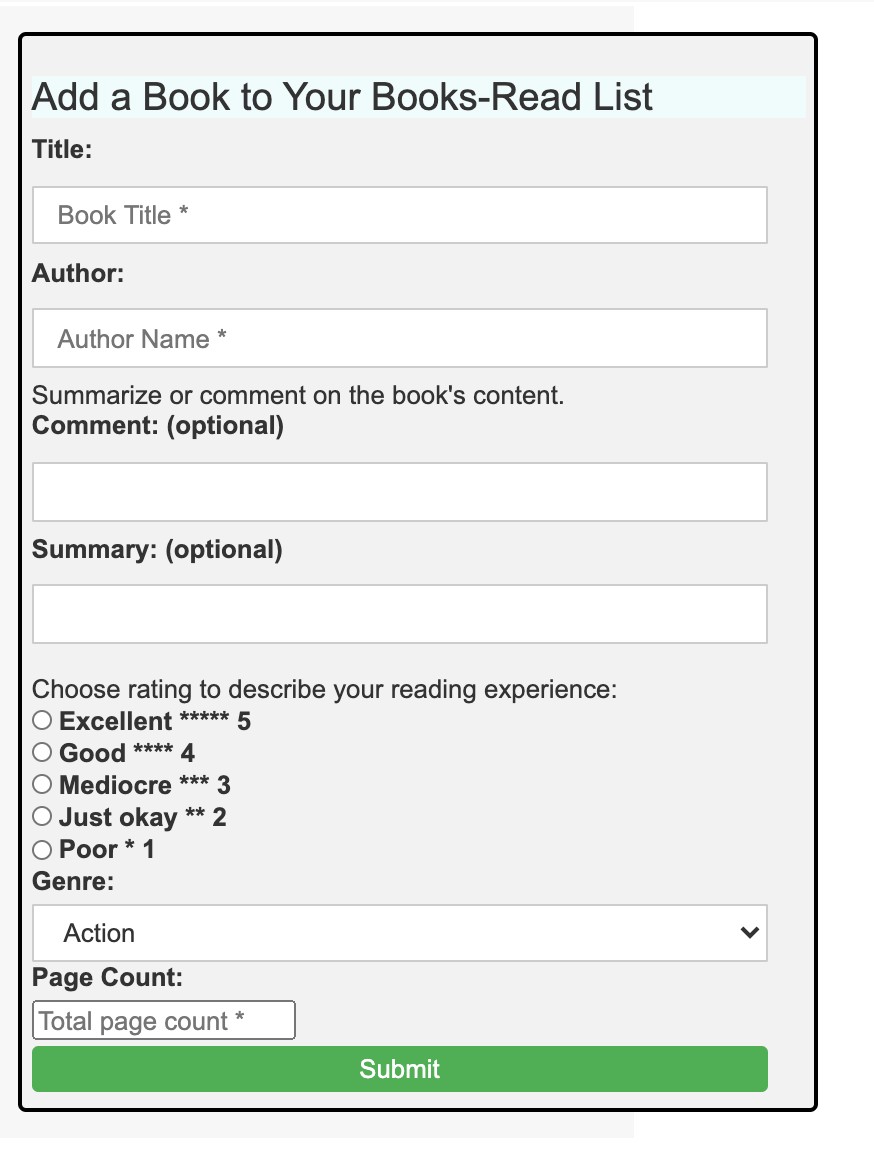 Add a Book to Your Books-Read List
Title:
Book Title *
Author:
Author Name *
Summarize or comment on the book's content.
Comment: (optional)
Summary: (optional)
Choose rating to describe your reading experience:
Excellent ***** 5
Good **** 4
Mediocre *** 3
Just okay ** 2
Poor * 1
Genre:
Action
Page Count:
Total page count *
Submit